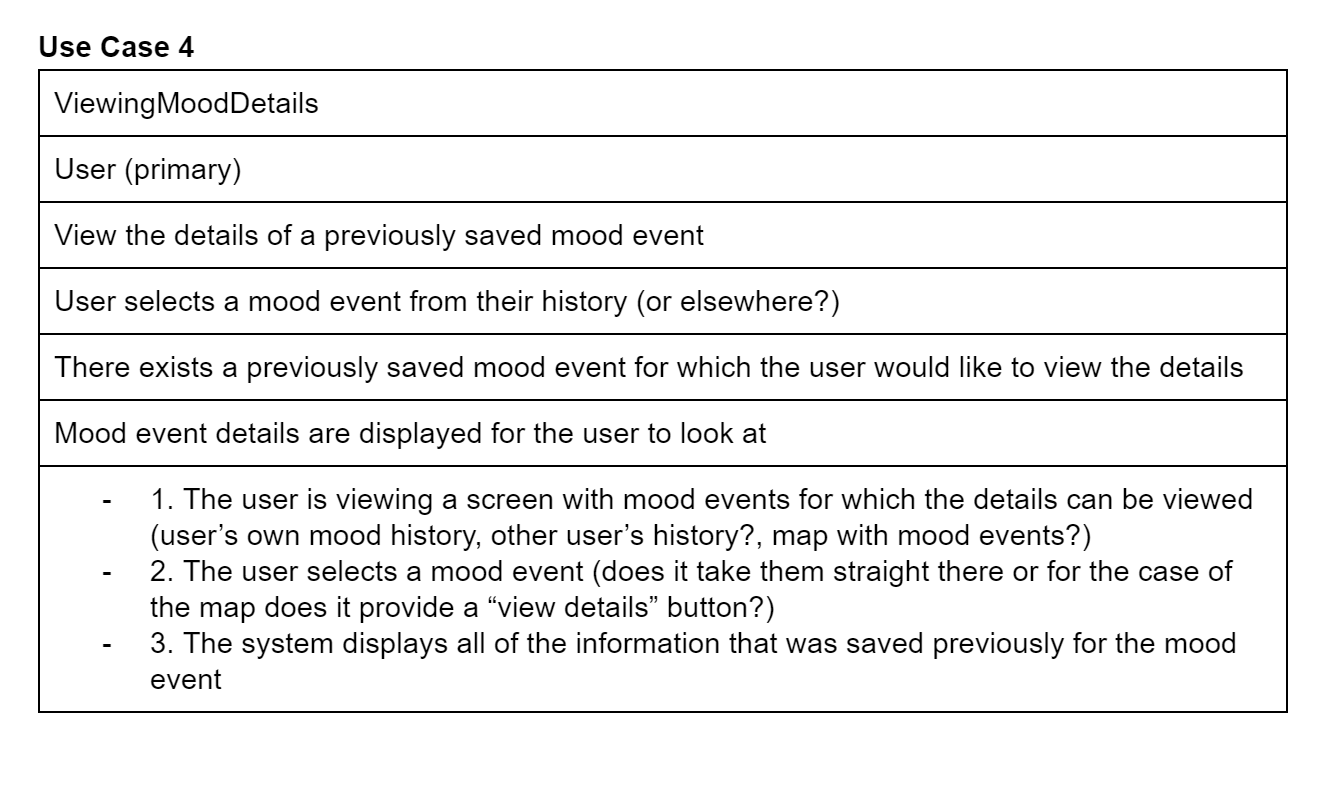 Use Case 4
ViewingMoodDetails
User (primary)
View the details of a previously saved mood event
User selects a mood event from their history (or elsewhere?)
There exists a previously saved mood event for which the user would like to view the details
Mood event details are displayed for the user to look at
- 1. The user is viewing a screen with mood events for which the details can be viewed
(user’s own mood history, other user’s history?, map with mood events?)
- 2. The user selects a mood event (does it take them straight there or for the case of
the map does it provide a “view details” button?)
- 3. The system displays all of the information that was saved previously for the mood
event